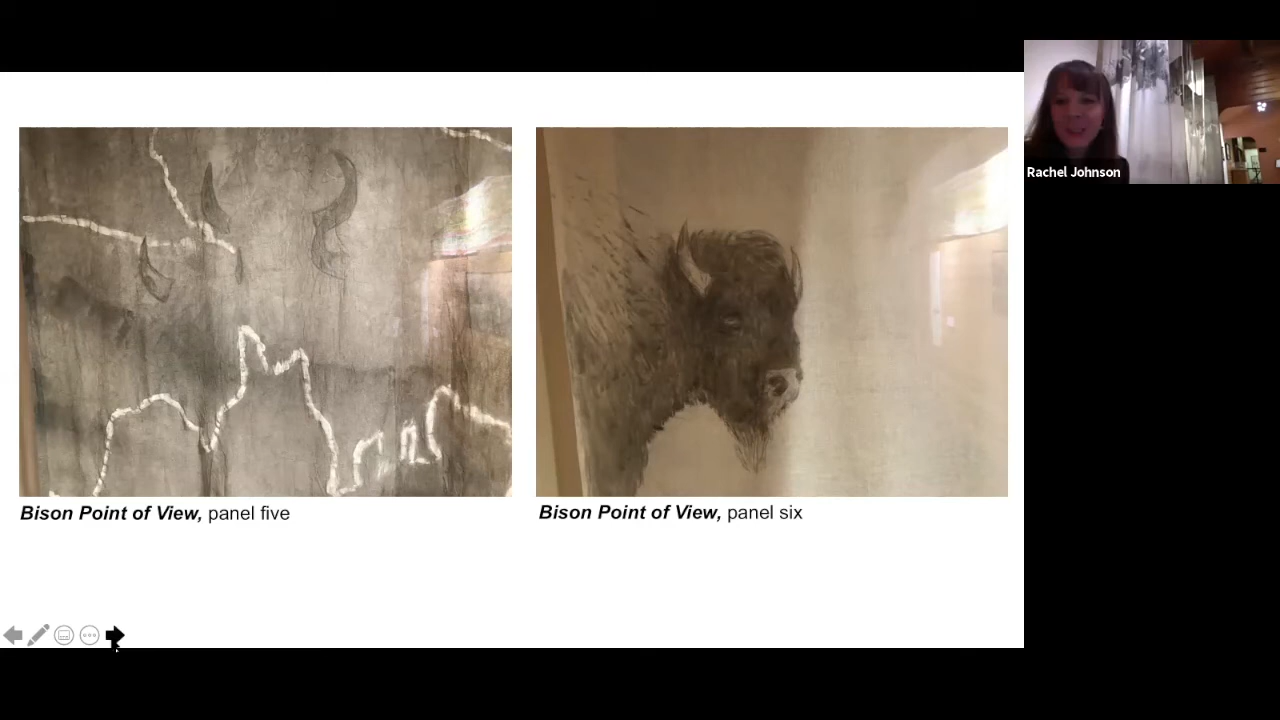 Rachel Johnson
Bison Point of View, panel five
Bison Point of View, panel six